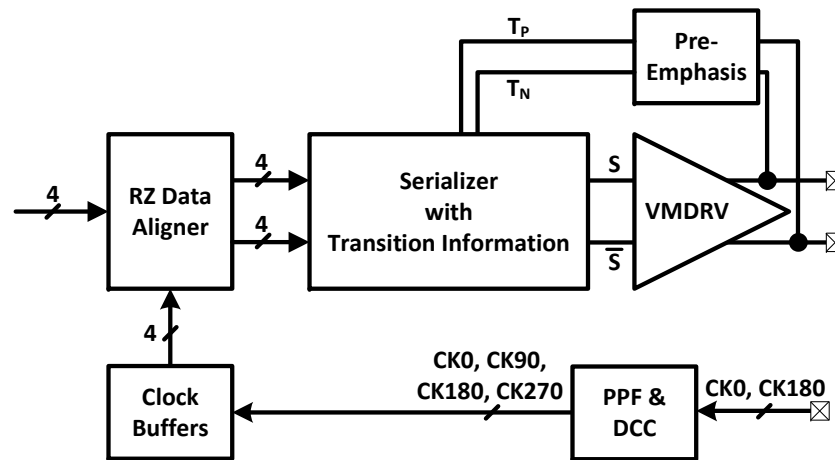 T_P
T_N
Pre-
Emphasis
4
RZ Data
Aligner
4
4
Serializer
with
Transition Information
S
S̅
VMDRV
4
Clock
Buffers
CK0, CK90,
CK180, CK270
PPF &
DCC
CK0, CK180